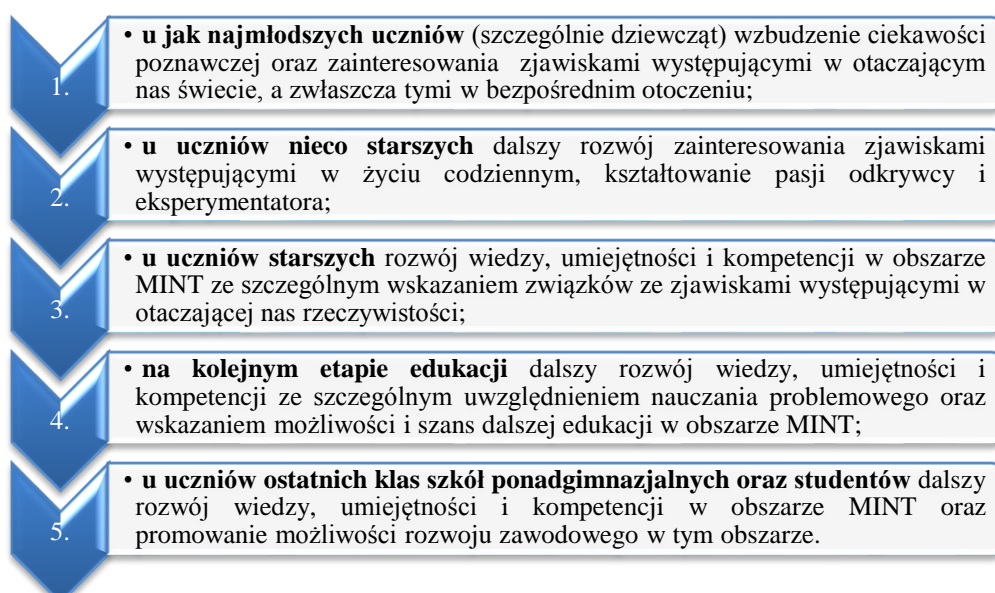 1.
• u jak najmłodszych uczniów (szczególnie dziewcząt) wzbudzenie ciekawości
poznawczej oraz zainteresowania zjawiskami występującymi w otaczającym
nas świecie, a zwłaszcza tymi w bezpośrednim otoczeniu;
2.
• u uczniów nieco starszych dalszy rozwój zainteresowania zjawiskami
występującymi w życiu codziennym, kształtowanie pasji odkrywcy i
eksperymentatora;
3.
• u uczniów starszych rozwój wiedzy, umiejętności i kompetencji w obszarze
MINT ze szczególnym wskazaniem związków ze zjawiskami występującymi w
otaczającej nas rzeczywistości;
4.
• na kolejnym etapie edukacji dalszy rozwój wiedzy, umiejętności i
kompetencji ze szczególnym uwzględnieniem nauczania problemowego oraz
wskazaniem możliwości i szans dalszej edukacji w obszarze MINT;
5.
• u uczniów ostatnich klas szkół ponadgimnazjalnych oraz studentów dalszy
rozwój wiedzy, umiejętności i kompetencji w obszarze MINT oraz
promowanie możliwości rozwoju zawodowego w tym obszarze.